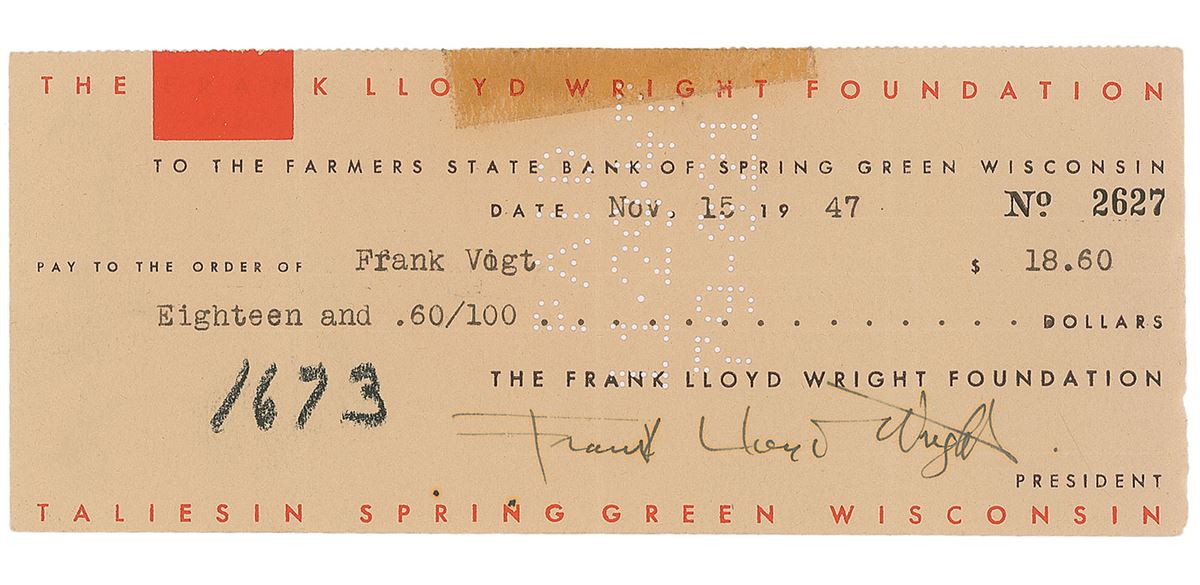 THE FRANK LLOYD WRIGHT FOUNDATION
TO THE FARMERS STATE BANK OF SPRING GREEN WISCONSIN
DATE Nov. 15 19 47 Nº 2627
PAY TO THE ORDER OF Frank Vogt $ 18.60
Eighteen and .60/100 . . . . . . . . . . . . . . . . DOLLARS
1673
THE FRANK LLOYD WRIGHT FOUNDATION
Frank Lloyd Wright
PRESIDENT
TALIESIN SPRING GREEN WISCONSIN